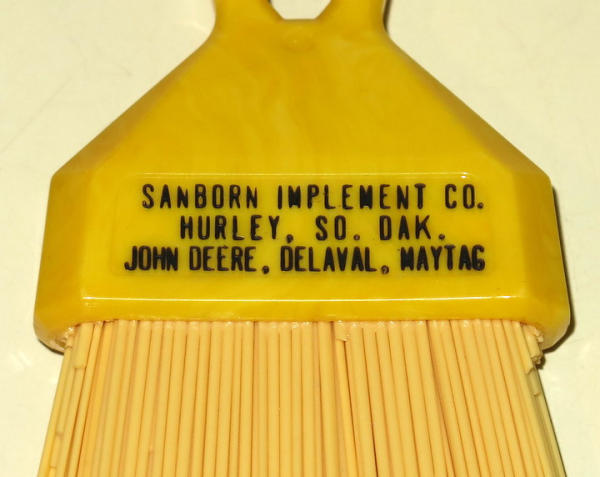 SANBORN IMPLEMENT CO.
HURLEY, SO. DAK.
JOHN DEERE, DELAVAL, MAYTAG